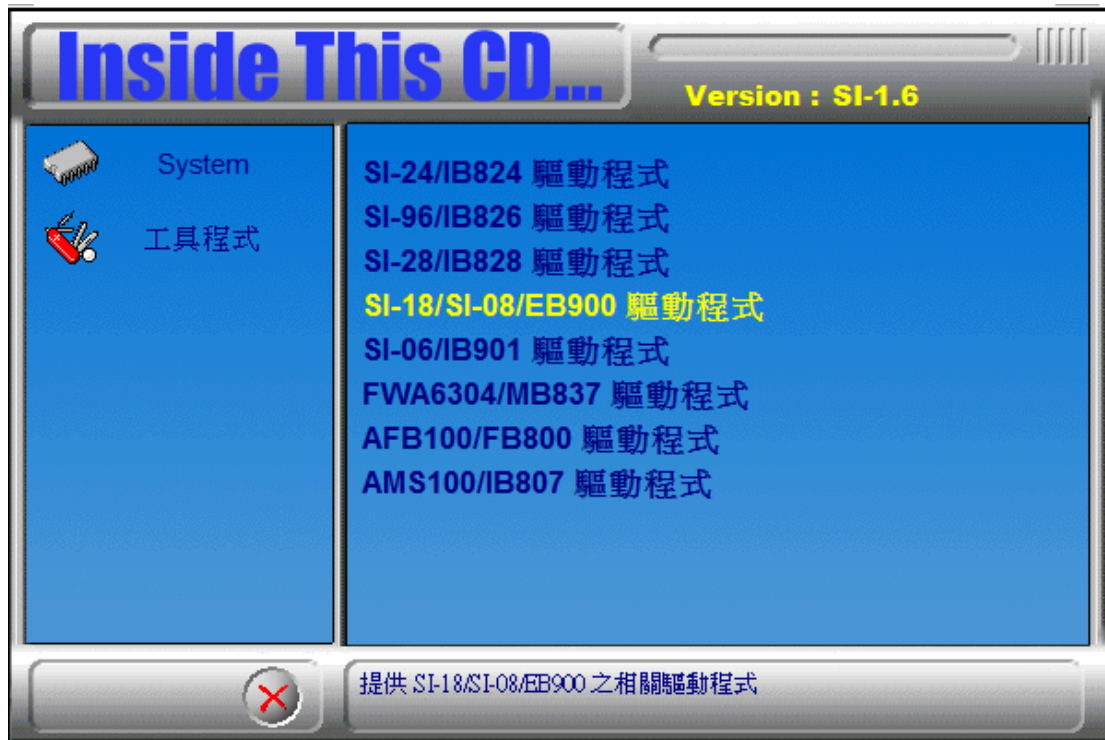 Inside This CD...
Version : SI-1.6
System
工具程式
SI-24/IB824 驅動程式
SI-96/IB826 驅動程式
SI-28/IB828 驅動程式
SI-18/SI-08/EB900 驅動程式
SI-06/IB901 驅動程式
FWA6304/MB837 驅動程式
AFB100/FB800 驅動程式
AMS100/IB807 驅動程式
提供 SI-18/SI-08/EB900 之相關驅動程式